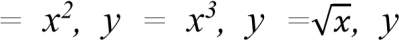 = x², y = x³, y =√x, y